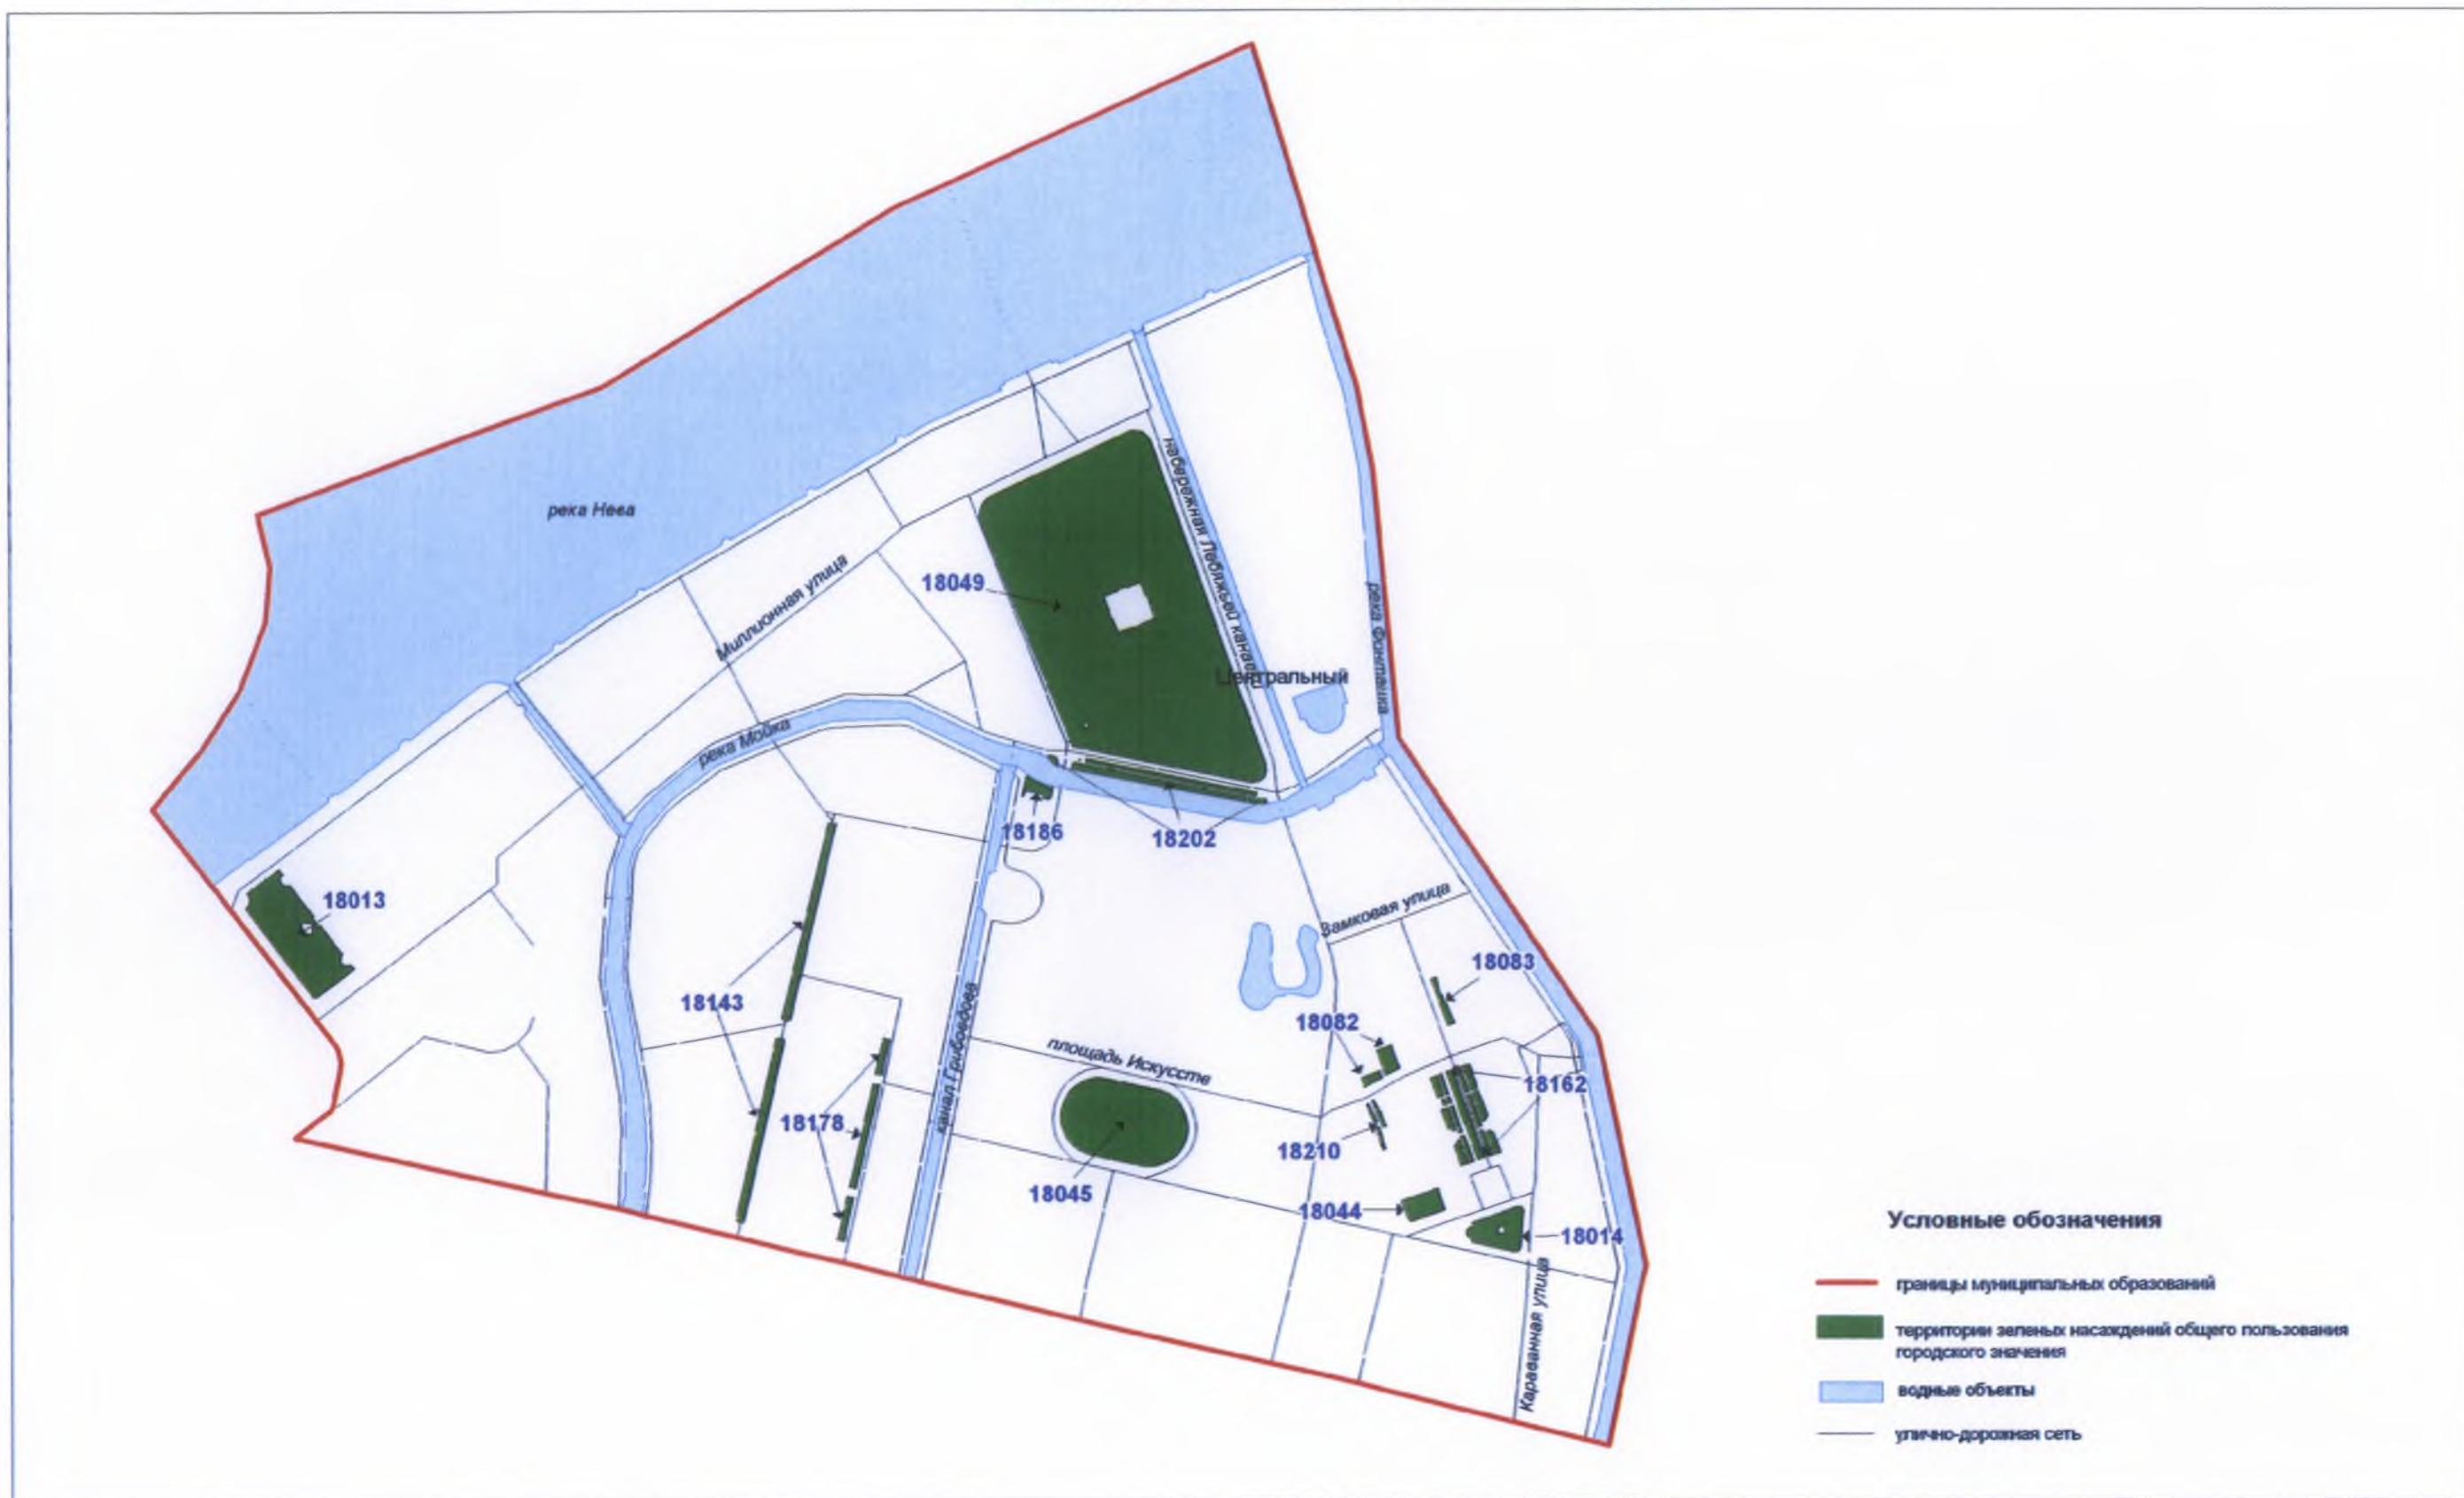 река Нева
Миллионная улица
18049
набережная Лебяжьей канавки
река Фонтанка
Центральный
река Мойка
18186
18202
18013
Замковая улица
18083
18143
18082
канал Грибоедова
площадь Искусств
18162
18178
18210
18045
18044
18014
Караванная улица
Условные обозначения
границы муниципальных образований
территории зеленых насаждений общего пользования
городского значения
водные объекты
улично-дорожная сеть